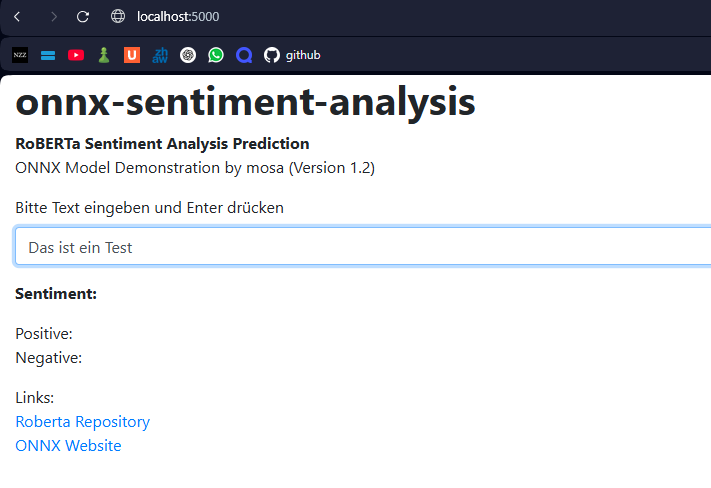 localhost:5000
NZZ
U
zh
aw
github
onnx-sentiment-analysis
RoBERTa Sentiment Analysis Prediction
ONNX Model Demonstration by mosa (Version 1.2)
Bitte Text eingeben und Enter drücken
Das ist ein Test
Sentiment:
Positive:
Negative:
Links:
Roberta Repository
ONNX Website